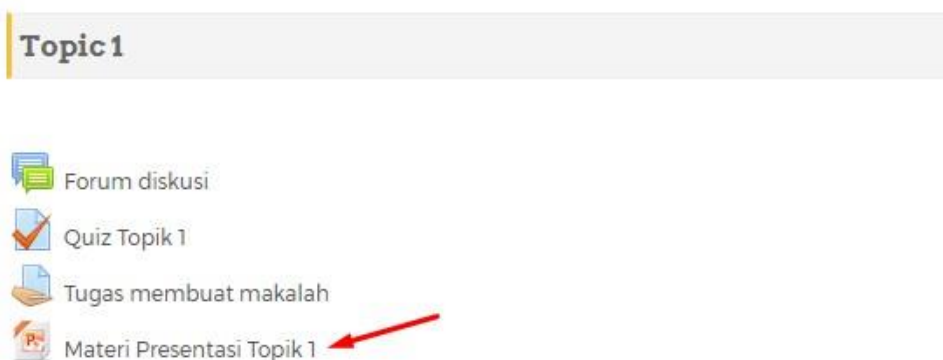 Topic 1
Forum diskusi
Quiz Topik 1
Tugas membuat makalah
Materi Presentasi Topik 1